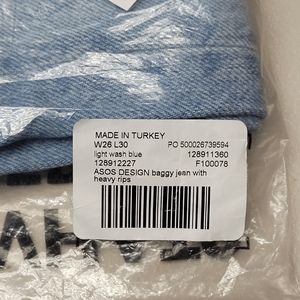 MADE IN TURKEY
W26 L30 PO 500026739594
light wash blue 128911360
128912227 F100078
ASOS DESIGN baggy jean with
heavy rips